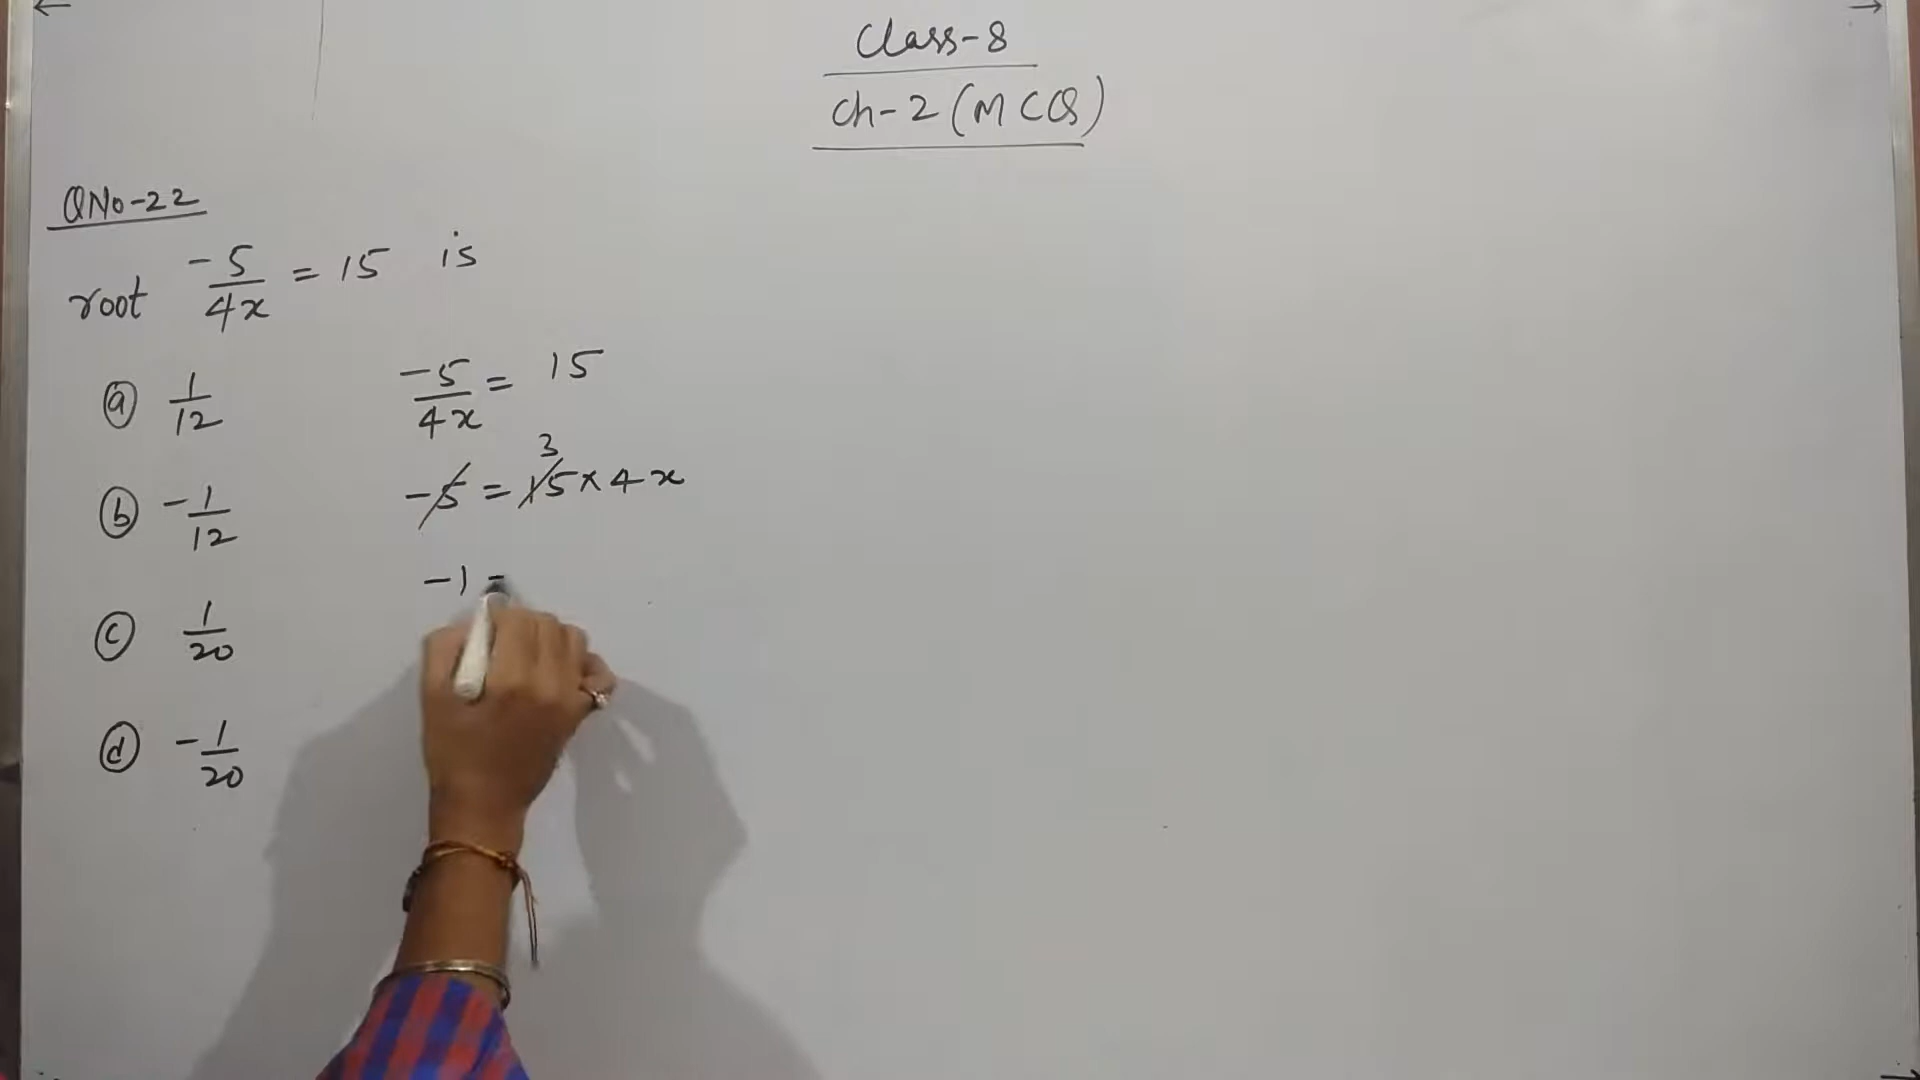 Class-8
Ch-2 (MCQ)
QNo-22
root -5/4x = 15 is
(a) 1/12
(b) -1/12
(c) 1/20
(d) -1/20
-5/4x = 15
3
-5 = 15 × 4x
-1 =